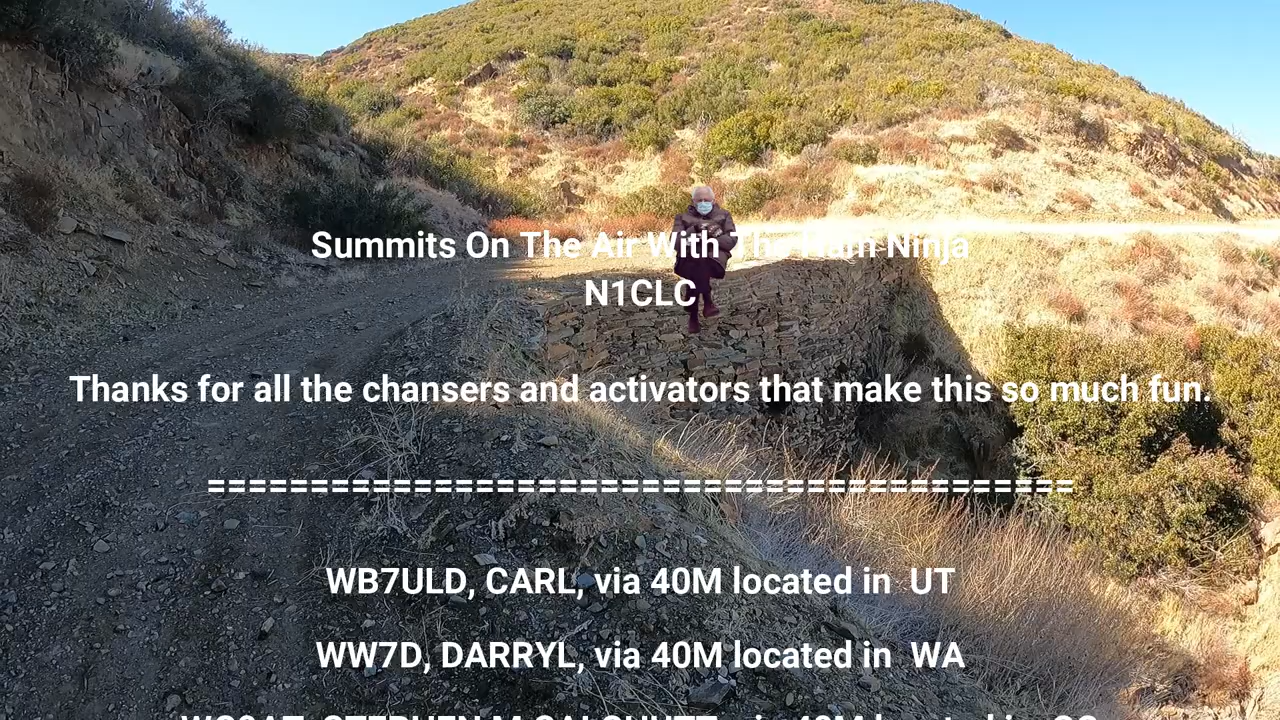 Summits On The Air With The Ham Ninja
N1CLC
Thanks for all the chansers and activators that make this so much fun.
==========================================
WB7ULD, CARL, via 40M located in  UT
WW7D, DARRYL, via 40M located in  WA